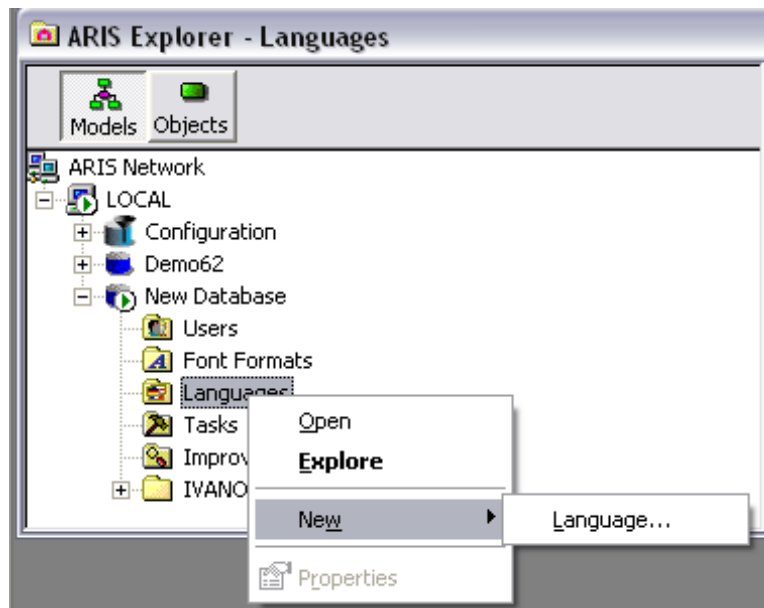 ARIS Explorer - Languages
Models Objects
ARIS Network
LOCAL
Configuration
Demo62
New Database
Users
Font Formats
Languages
Tasks
Open
Improv
Explore
IVANO
New
Language...
Properties